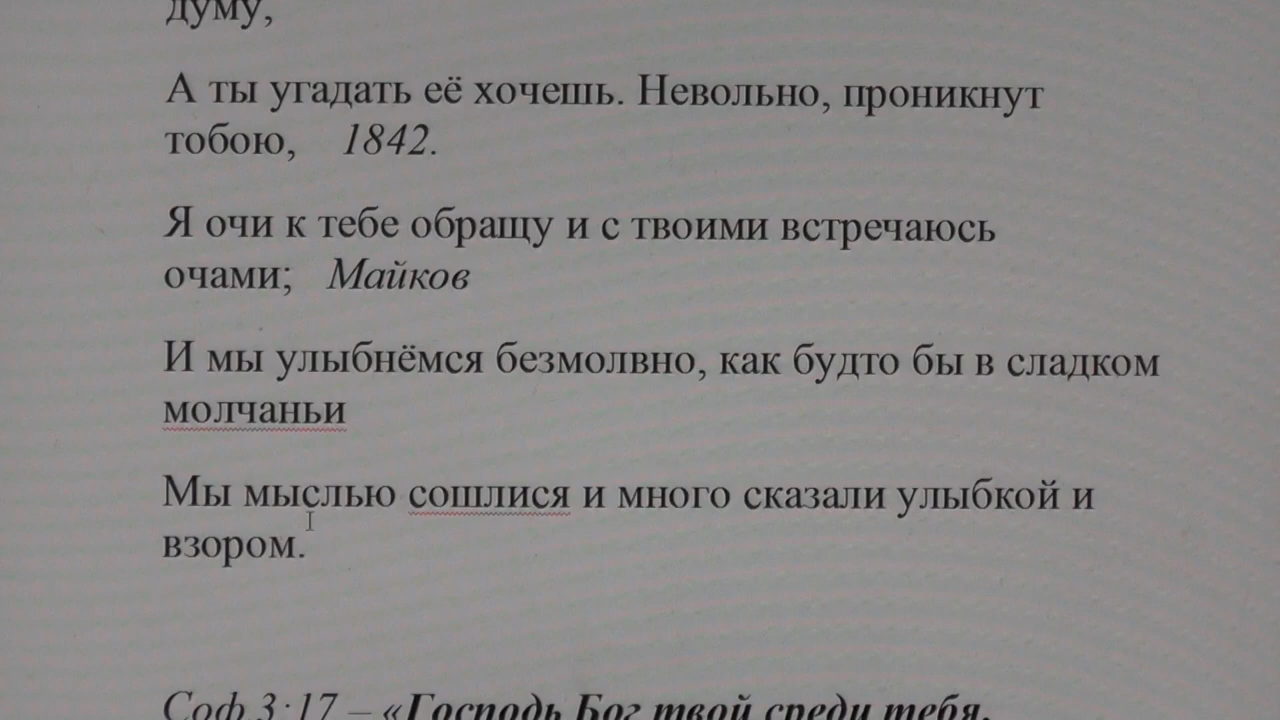 думу,
А ты угадать её хочешь. Невольно, проникнут
тобою, 1842.
Я очи к тебе обращу и с твоими встречаюсь
очами; Майков
И мы улыбнёмся безмолвно, как будто бы в сладком
молчаньи
Мы мыслью сошлися и много сказали улыбкой и
взором.
Соф 3:17 – «Господь Бог твой среди тебя,